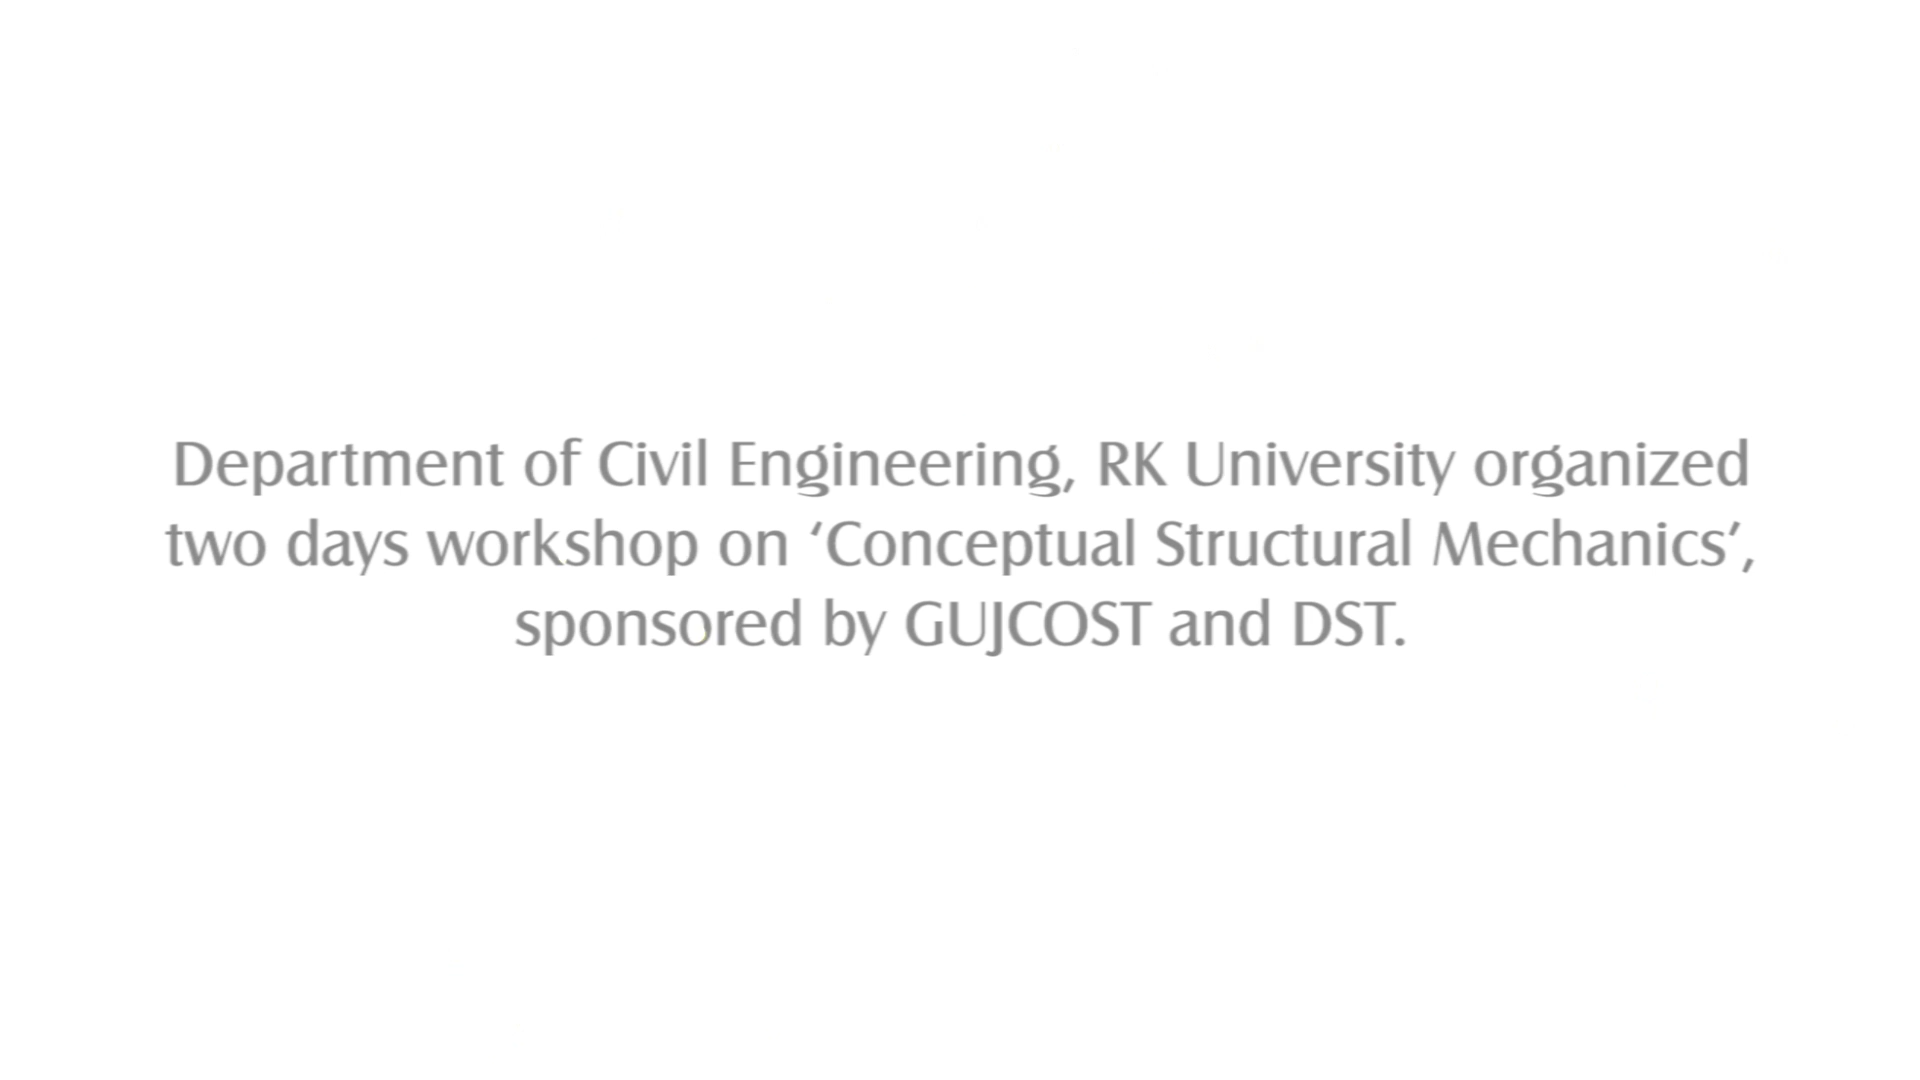 Department of Civil Engineering, RK University organized
two days workshop on ‘Conceptual Structural Mechanics’,
sponsored by GUJCOST and DST.